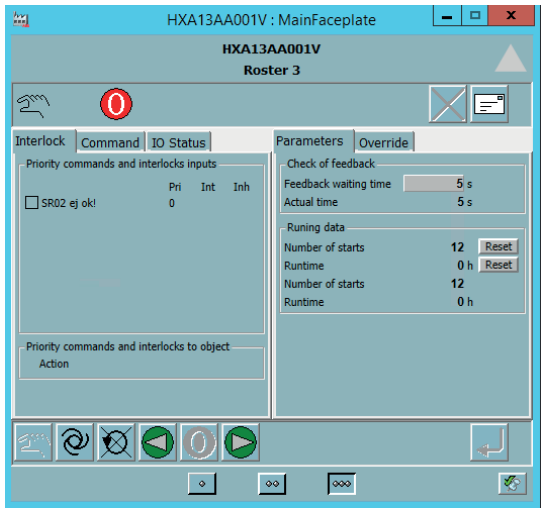 HXA13AA001V : MainFaceplate
x
HXA13AA001V
Roster 3
0
Interlock Command IO Status
Priority commands and interlocks inputs
Pri Int Inh
SR02 ej ok! 0
Priority commands and interlocks to object
Action
Parameters Override
Check of feedback
Feedback waiting time 5 s
Actual time 5 s
Runing data
Number of starts 12 Reset
Runtime 0 h Reset
Number of starts 12
Runtime 0 h
0